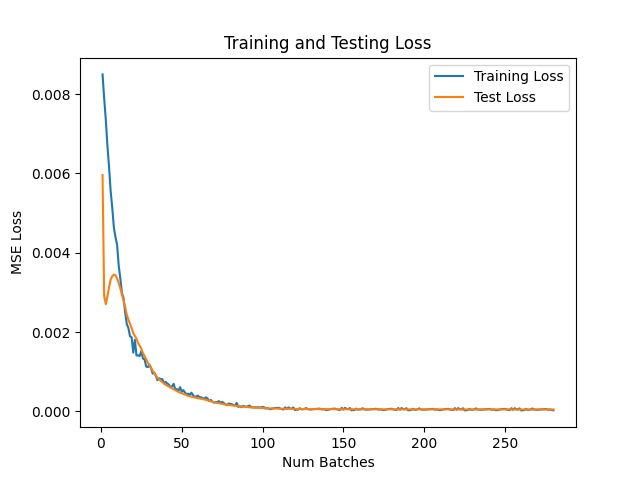 Training and Testing Loss
Training Loss
Test Loss
MSE Loss
0.008
0.006
0.004
0.002
0.000
0 50 100 150 200 250
Num Batches